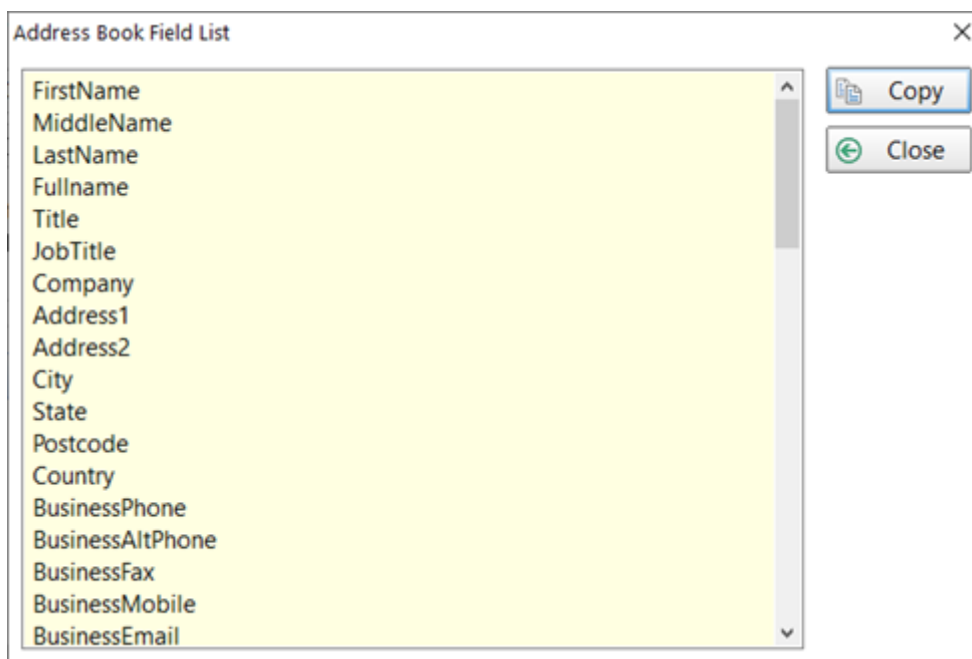 Address Book Field List
FirstName
MiddleName
LastName
Fullname
Title
JobTitle
Company
Address1
Address2
City
State
Postcode
Country
BusinessPhone
BusinessAltPhone
BusinessFax
BusinessMobile
BusinessEmail
Copy
Close